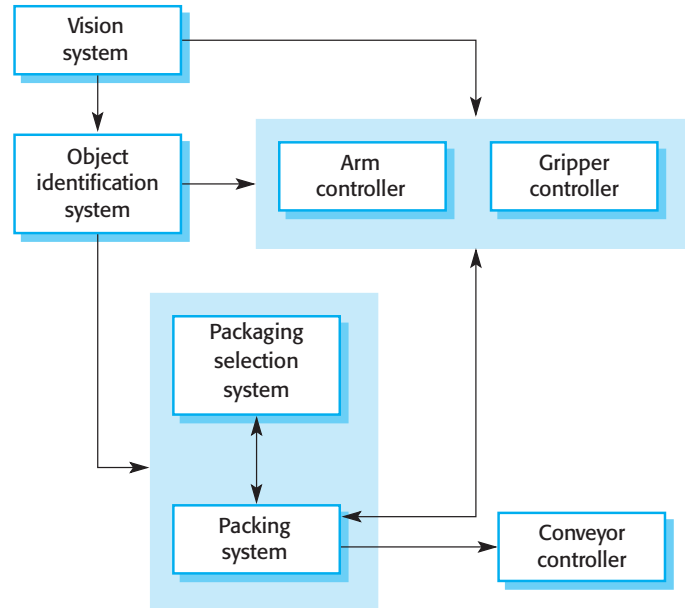 Vision
system
Object
identification
system
Arm
controller
Gripper
controller
Packaging
selection
system
Packing
system
Conveyor
controller